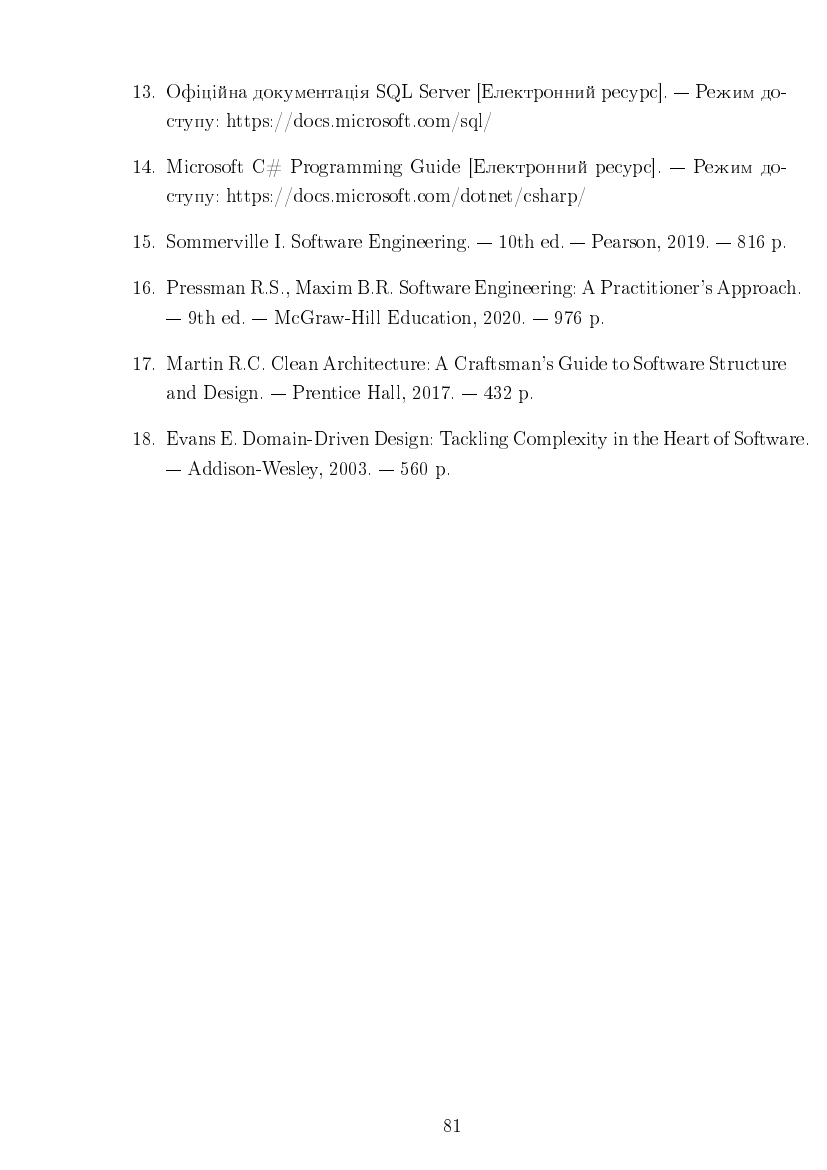 13. Офіційна документація SQL Server [Електронний ресурс]. — Режим до-
ступу: https://docs.microsoft.com/sql/
14. Microsoft C# Programming Guide [Електронний ресурс]. — Режим до-
ступу: https://docs.microsoft.com/dotnet/csharp/
15. Sommerville I. Software Engineering. — 10th ed. — Pearson, 2019. — 816 p.
16. Pressman R.S., Maxim B.R. Software Engineering: A Practitioner's Approach.
— 9th ed. — McGraw-Hill Education, 2020. — 976 p.
17. Martin R.C. Clean Architecture: A Craftsman's Guide to Software Structure
and Design. — Prentice Hall, 2017. — 432 p.
18. Evans E. Domain-Driven Design: Tackling Complexity in the Heart of Software.
— Addison-Wesley, 2003. — 560 p.
81